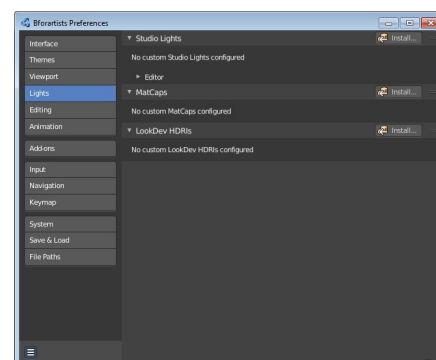 Bforartists Preferences
Interface
Themes
Viewport
Lights
Editing
Animation
Add-ons
Input
Navigation
Keymap
System
Save & Load
File Paths
Studio Lights
Install...
No custom Studio Lights configured
Editor
MatCaps
Install...
No custom MatCaps configured
LookDev HDRIs
Install...
No custom LookDev HDRIs configured